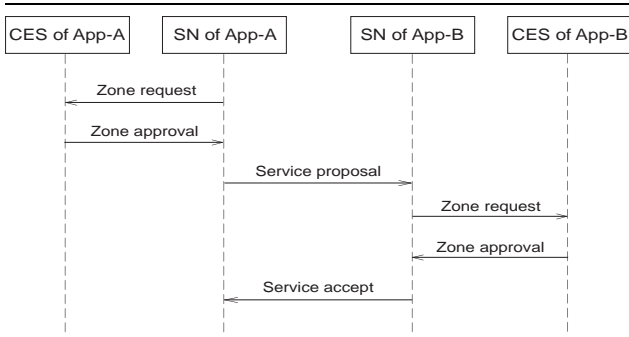 CES of App-A
SN of App-A
SN of App-B
CES of App-B
Zone request
Zone approval
Service proposal
Zone request
Zone approval
Service accept